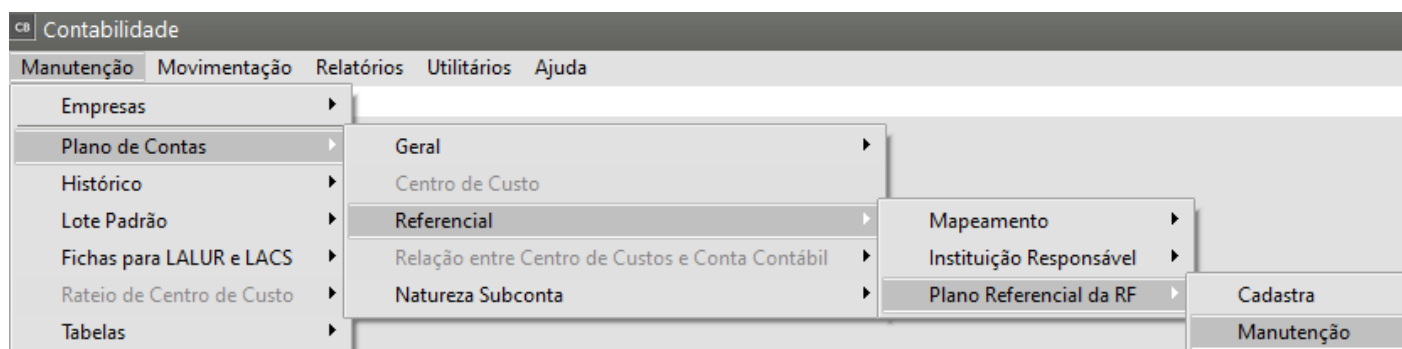 CB Contabilidade
Manutenção Movimentação Relatórios Utilitários Ajuda
Empresas
Plano de Contas Geral
Histórico Centro de Custo
Lote Padrão Referencial Mapeamento
Fichas para LALUR e LACS Relação entre Centro de Custos e Conta Contábil Instituição Responsável
Rateio de Centro de Custo Natureza Subconta Plano Referencial da RF Cadastra
Tabelas Manutenção